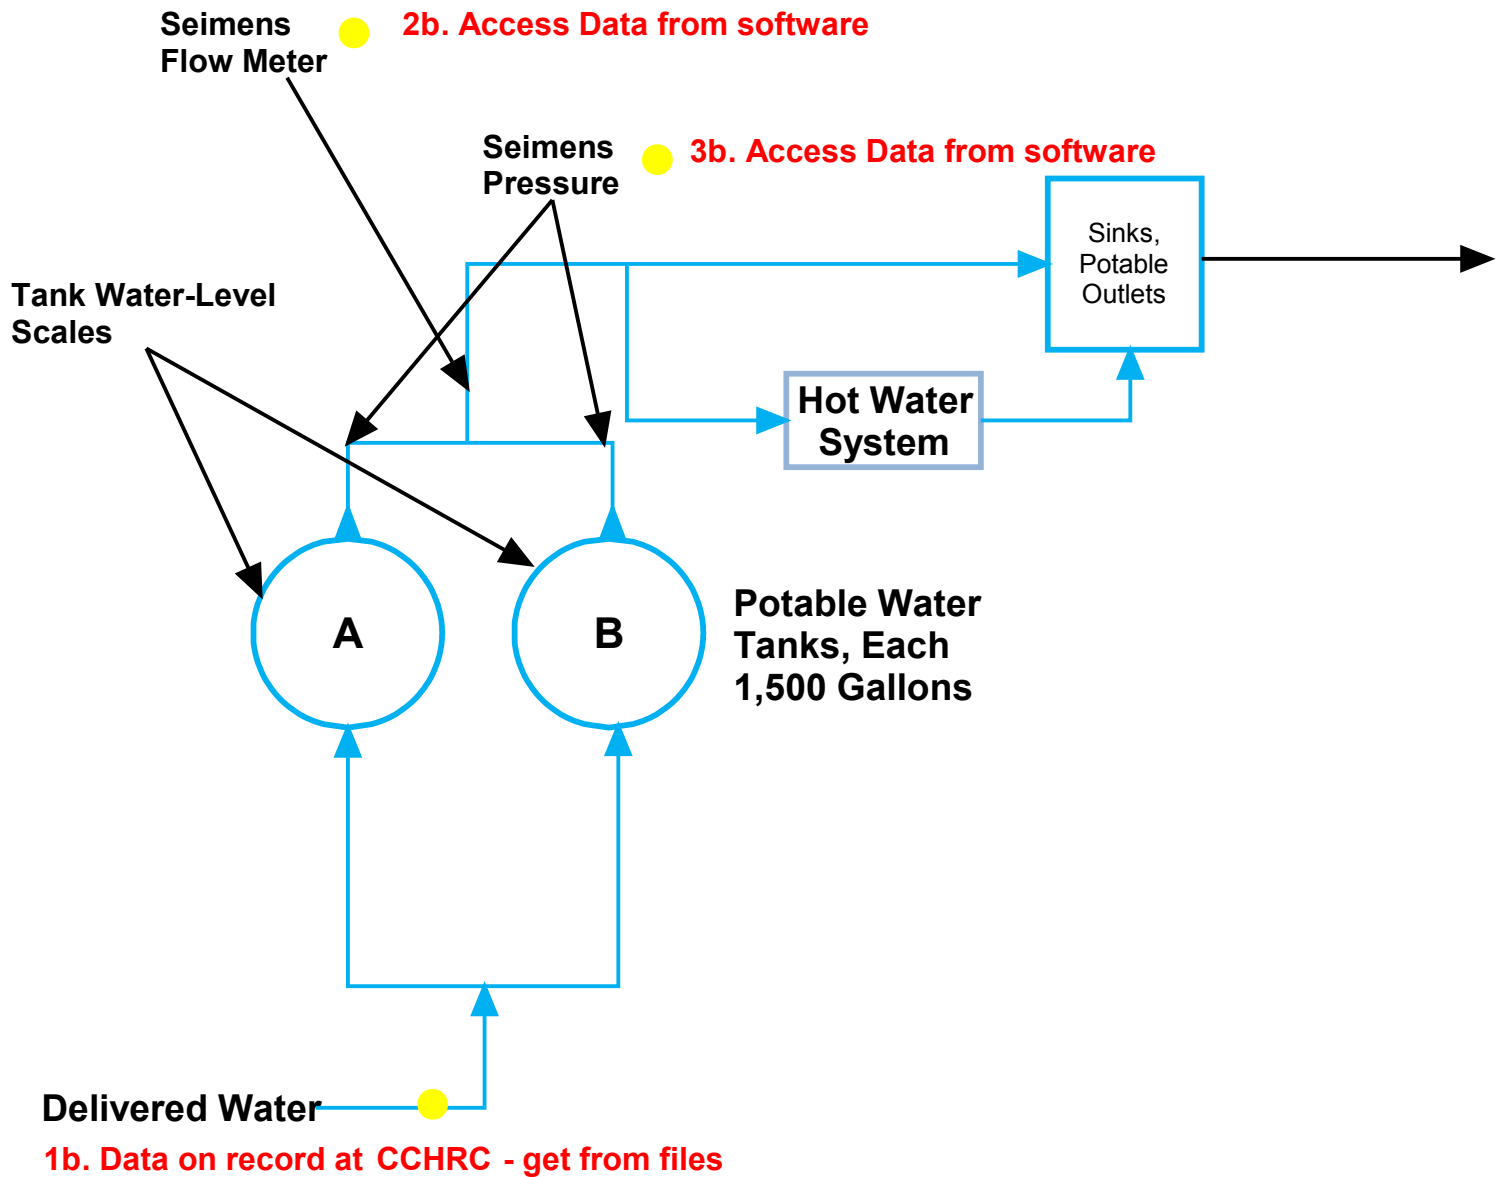 Seimens
Flow Meter
2b. Access Data from software
Seimens
Pressure
3b. Access Data from software
Sinks,
Potable
Outlets
Tank Water-Level
Scales
Hot Water
System
A
B
Potable Water
Tanks, Each
1,500 Gallons
Delivered Water
1b. Data on record at CCHRC - get from files